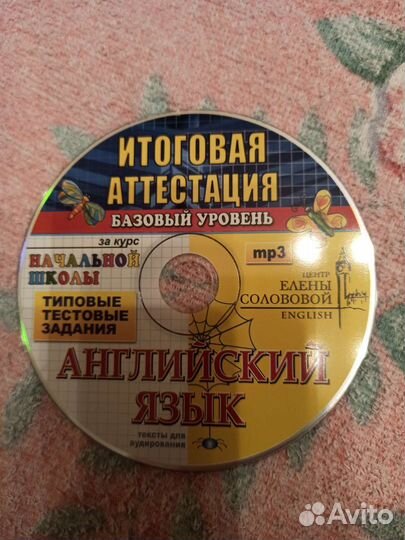 ИТОГОВАЯ
АТТЕСТАЦИЯ
БАЗОВЫЙ УРОВЕНЬ
за курс
НАЧАЛЬНОЙ
ШКОЛЫ
ТИПОВЫЕ
ТЕСТОВЫЕ
ЗАДАНИЯ
mp3
ЦЕНТР
ЕЛЕНЫ
СОЛОВОВОЙ
ENGLISH
АНГЛИЙСКИЙ
ЯЗЫК
тексты для
аудирования
Avito